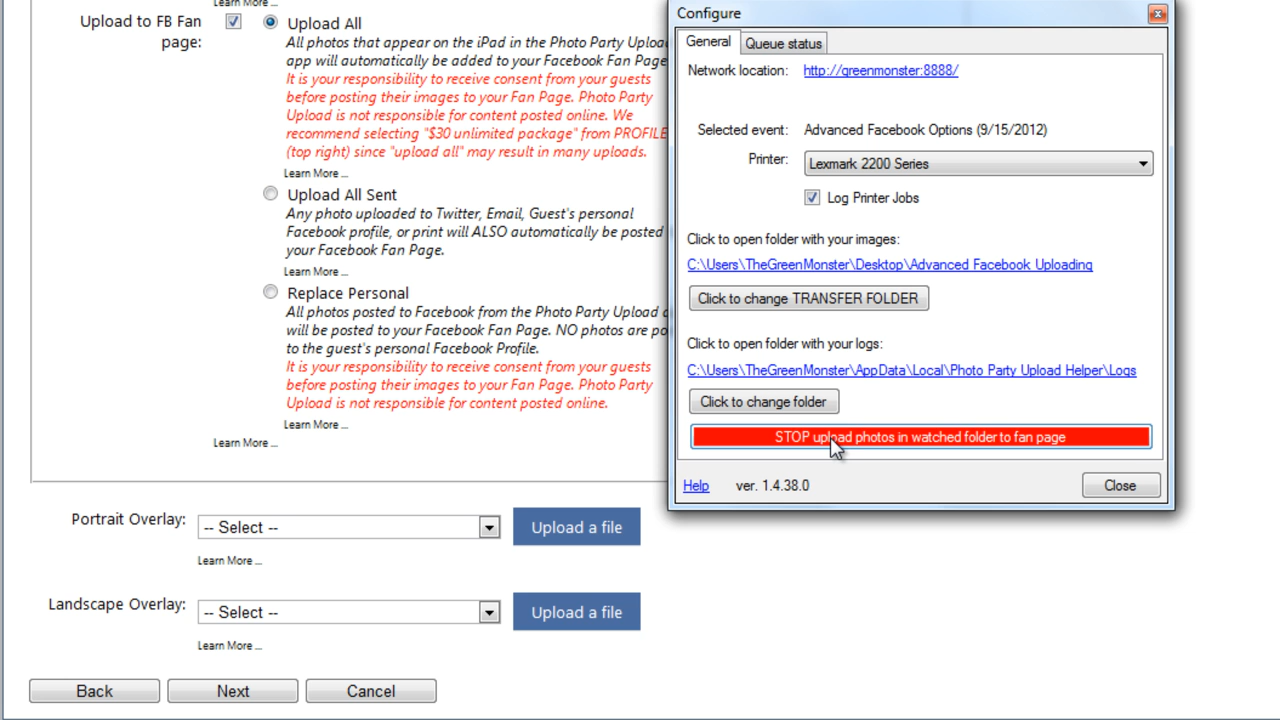 Learn More ...
Upload to FB Fan page:
Upload All
All photos that appear on the iPad in the Photo Party Uploa
app will automatically be added to your Facebook Fan Page
It is your responsibility to receive consent from your guests
before posting their images to your Fan Page. Photo Party
Upload is not responsible for content posted online. We
recommend selecting "$30 unlimited package" from PROFILE
(top right) since "upload all" may result in many uploads.
Learn More ...
Upload All Sent
Any photo uploaded to Twitter, Email, Guest's personal
Facebook profile, or print will ALSO automatically be posted
your Facebook Fan Page.
Learn More ...
Replace Personal
All photos posted to Facebook from the Photo Party Upload a
will be posted to your Facebook Fan Page. NO photos are po
to the guest's personal Facebook Profile.
It is your responsibility to receive consent from your guests
before posting their images to your Fan Page. Photo Party
Upload is not responsible for content posted online.
Learn More ...
Learn More ...
Portrait Overlay:
-- Select --
Upload a file
Learn More ...
Landscape Overlay:
-- Select --
Upload a file
Learn More ...
Back
Next
Cancel
Configure
General
Queue status
Network location:
http://greenmonster:8888/
Selected event:
Advanced Facebook Options (9/15/2012)
Printer:
Lexmark 2200 Series
Log Printer Jobs
Click to open folder with your images:
C:\Users\TheGreenMonster\Desktop\Advanced Facebook Uploading
Click to change TRANSFER FOLDER
Click to open folder with your logs:
C:\Users\TheGreenMonster\AppData\Local\Photo Party Upload Helper\Logs
Click to change folder
STOP upload photos in watched folder to fan page
Help
ver. 1.4.38.0
Close